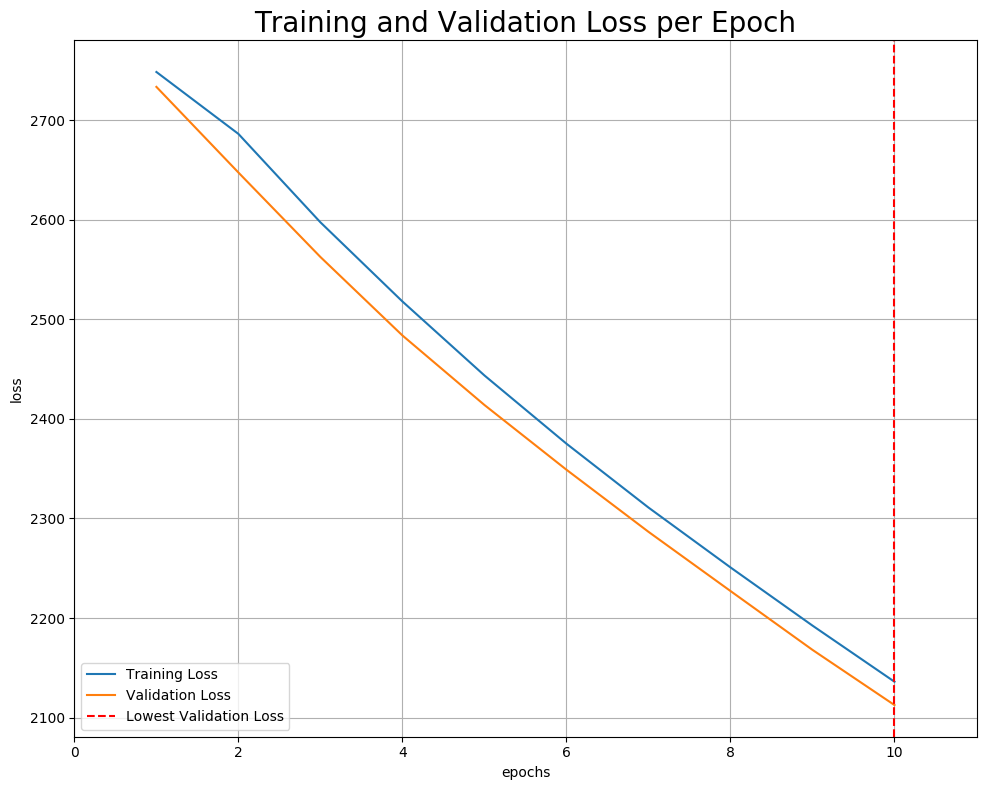 Training and Validation Loss per Epoch
loss
2700
2600
2500
2400
2300
2200
2100
Training Loss
Validation Loss
Lowest Validation Loss
0 2 4 6 8 10
epochs